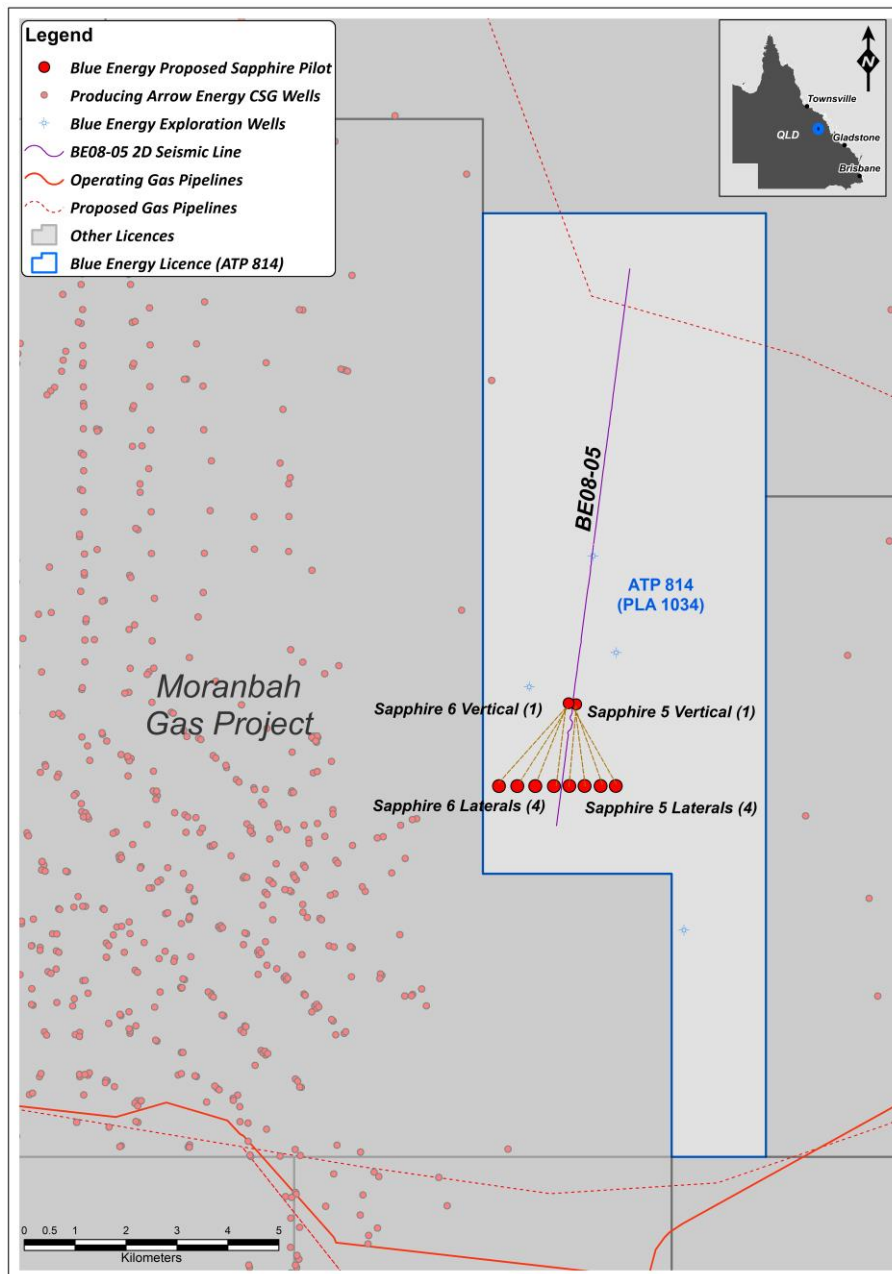 Legend
Blue Energy Proposed Sapphire Pilot
Producing Arrow Energy CSG Wells
Blue Energy Exploration Wells
BE08-05 2D Seismic Line
Operating Gas Pipelines
Proposed Gas Pipelines
Other Licences
Blue Energy Licence (ATP 814)
N
Townsville
QLD
Gladstone
Brisbane
BE08-05
ATP 814
(PLA 1034)
Moranbah
Gas Project
Sapphire 6 Vertical (1)
Sapphire 5 Vertical (1)
Sapphire 6 Laterals (4)
Sapphire 5 Laterals (4)
0 0.5 1 2 3 4 5
Kilometers